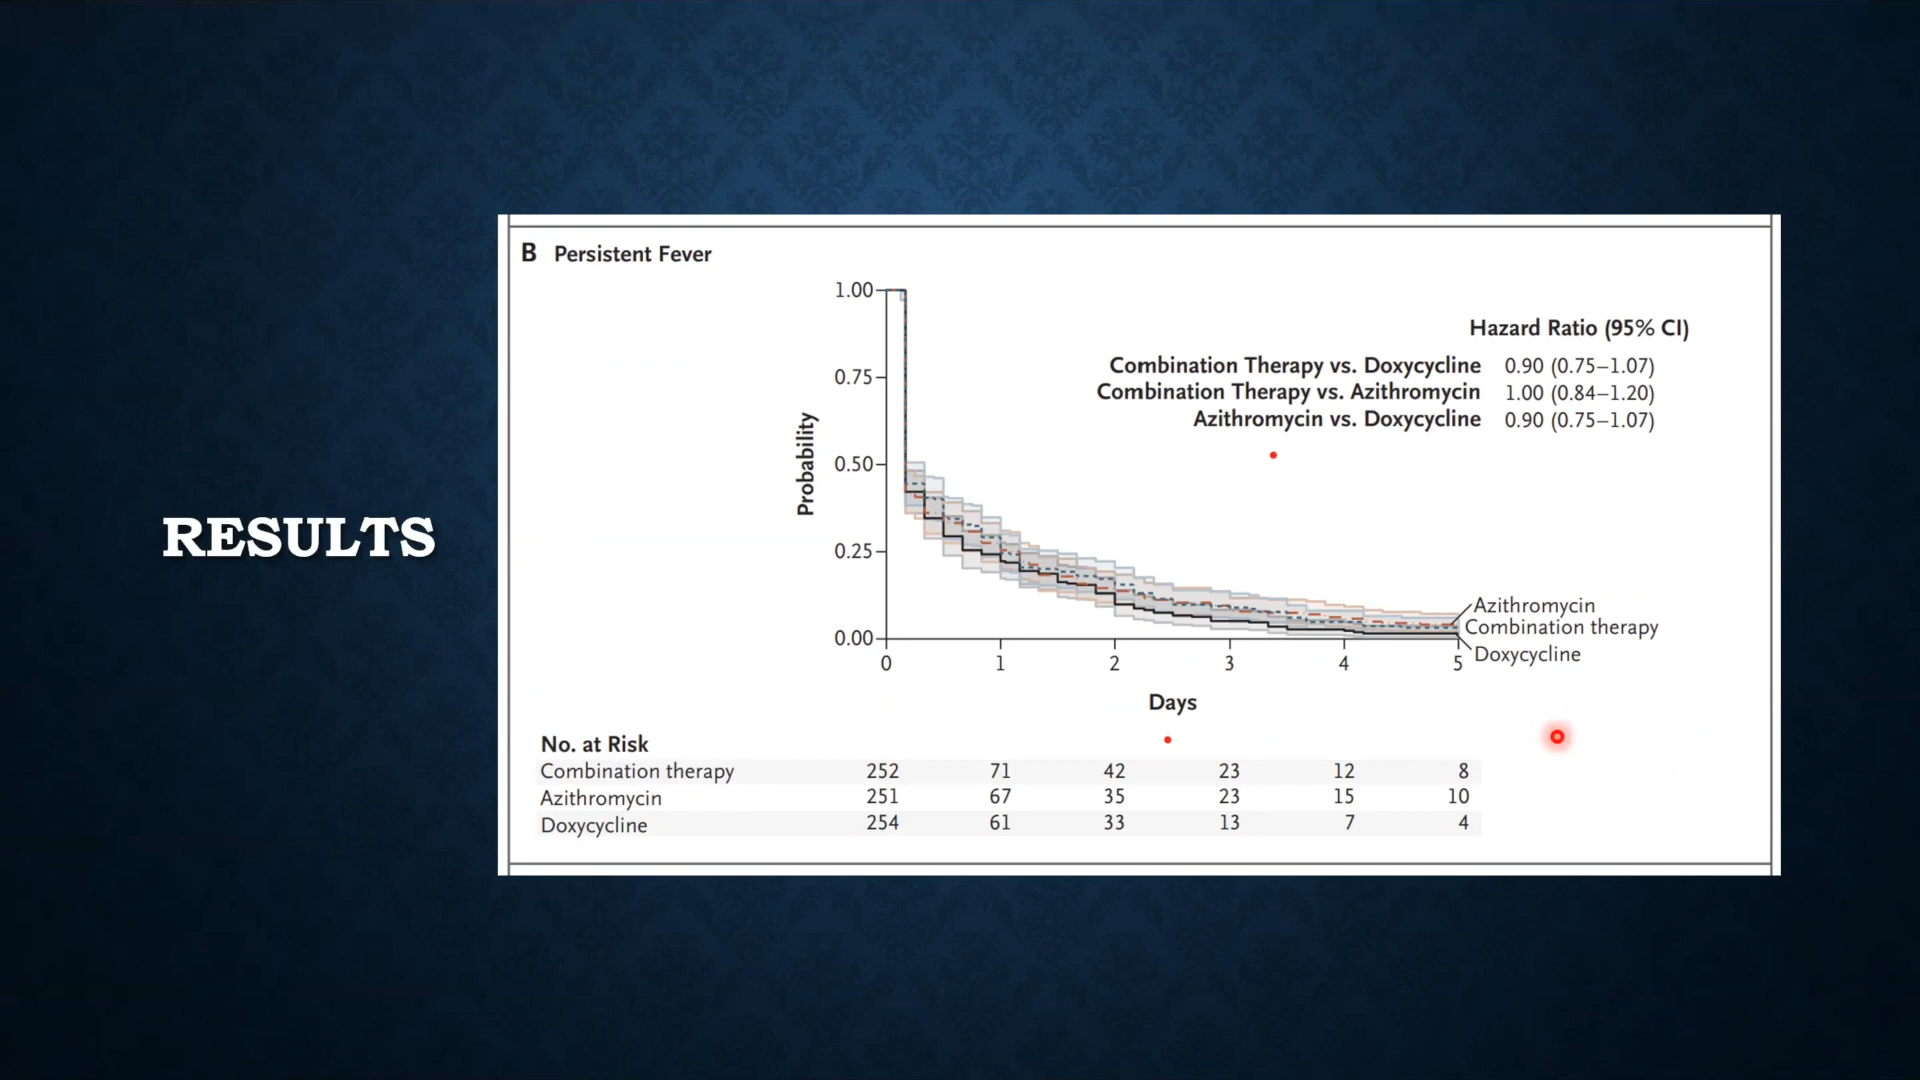 RESULTS
B Persistent Fever
Hazard Ratio (95% CI)
Combination Therapy vs. Doxycycline 0.90 (0.75–1.07)
Combination Therapy vs. Azithromycin 1.00 (0.84–1.20)
Azithromycin vs. Doxycycline 0.90 (0.75–1.07)
Probability
1.00
0.75
0.50
0.25
0.00
0 1 2 3 4 5
Azithromycin
Combination therapy
Doxycycline
Days
No. at Risk
Combination therapy 252 71 42 23 12 8
Azithromycin 251 67 35 23 15 10
Doxycycline 254 61 33 13 7 4